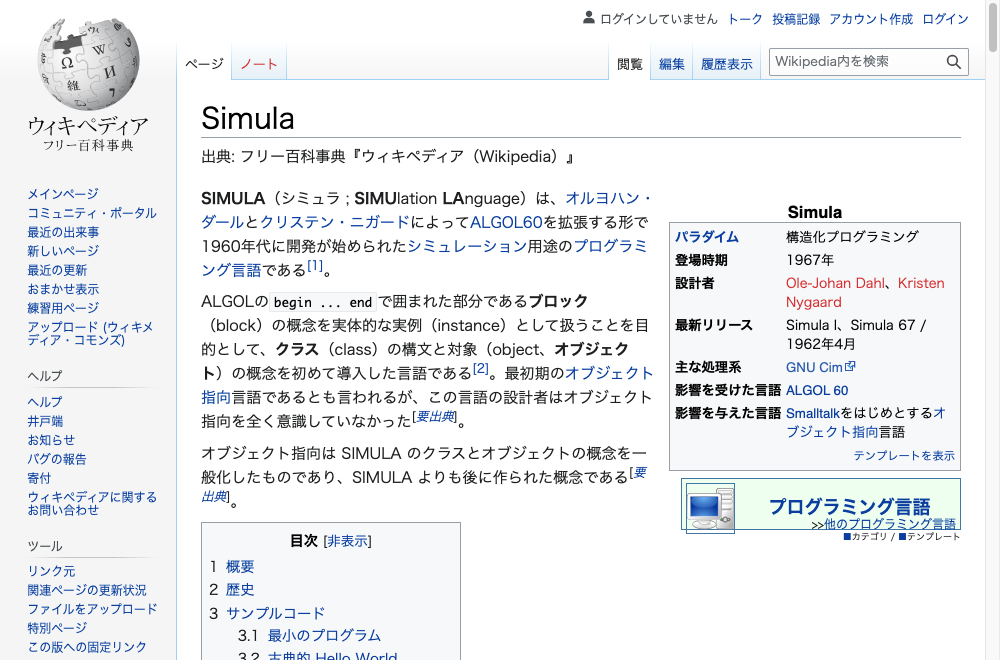 ログインしていません トーク 投稿記録 アカウント作成 ログイン
ページ ノート 閲覧 編集 履歴表示 Wikipedia内を検索
ウィキペディア
フリー百科事典
メインページ
コミュニティ・ポータル
最近の出来事
新しいページ
最近の更新
おまかせ表示
練習用ページ
アップロード (ウィキメ
ディア・コモンズ)
ヘルプ
ヘルプ
井戸端
お知らせ
バグの報告
寄付
ウィキペディアに関する
お問い合わせ
ツール
リンク元
関連ページの更新状況
ファイルをアップロード
特別ページ
この版への固定リンク
Simula
出典: フリー百科事典『ウィキペディア（Wikipedia）』
SIMULA（シミュラ ; SIMUlation LAnguage）は、オルヨハン・
ダールとクリステン・ニガードによってALGOL60を拡張する形で
1960年代に開発が始められたシミュレーション用途のプログラミ
ング言語である[1]。
ALGOLの begin ... end で囲まれた部分であるブロック
（block）の概念を実体的な実例（instance）として扱うことを目
的として、クラス（class）の構文と対象（object、オブジェク
ト）の概念を初めて導入した言語である[2]。最初期のオブジェクト
指向言語であるとも言われるが、この言語の設計者はオブジェクト
指向を全く意識していなかった[要出典]。
オブジェクト指向は SIMULA のクラスとオブジェクトの概念を一
般化したものであり、SIMULA よりも後に作られた概念である[要
出典]。
目次 [非表示]
1 概要
2 歴史
3 サンプルコード
3.1 最小のプログラム
3.2 古典的 Hello World
Simula
パラダイム 構造化プログラミング
登場時期 1967年
設計者 Ole-Johan Dahl、Kristen
Nygaard
最新リリース Simula I、Simula 67 /
1962年4月
主な処理系 GNU Cim
影響を受けた言語 ALGOL 60
影響を与えた言語 Smalltalkをはじめとするオ
ブジェクト指向言語
テンプレートを表示
プログラミング言語
>>他のプログラミング言語
■カテゴリ / ■テンプレート